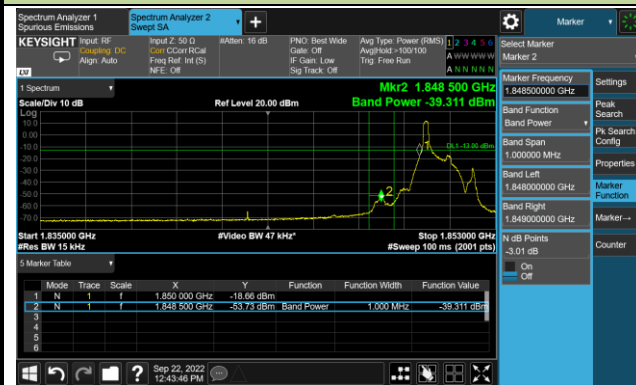 Spectrum Analyzer 1
Spurious Emissions
Spectrum Analyzer 2
Swept SA
Marker
KEYSIGHT
Input: RF
Coupling: DC
Align: Auto
Input Z: 50 Ω
Corr CCorr RCal
Freq Ref: Int (S)
NFE: Off
#Atten: 16 dB
PNO: Best Wide
Gate: Off
IF Gain: Low
Sig Track: Off
Avg Type: Power (RMS)
Avg|Hold:>100/100
Trig: Free Run
1 2 3 4 5 6
A W W W W W
A N N N N N
LXI
1 Spectrum
Scale/Div 10 dB
Ref Level 20.00 dBm
Mkr2 1.848 500 0 GHz
Band Power -39.311 dBm
Log
10.0
0.00
-10.0
-20.0
-30.0
-40.0
-50.0
-60.0
-70.0
DL1 -13.00 dBm
2
Start 1.835000 GHz
#Video BW 47 kHz*
Stop 1.853000 GHz
#Res BW 15 kHz
#Sweep 100 ms (2001 pts)
5 Marker Table
Mode Trace Scale X Y Function Function Width Function Value
1 N 1 f 1.850 000 GHz -18.66 dBm
2 N 1 f 1.848 500 GHz -53.73 dBm Band Power 1.000 MHz -39.311 dBm
3
4
5
6
Select Marker
Marker 2
Marker Frequency
1.848500000 GHz
Band Function
Band Power
Band Span
1.000000 MHz
Band Left
1.848000000 GHz
Band Right
1.849000000 GHz
N dB Points
-3.01 dB
On
Off
Settings
Peak
Search
Pk Search
Config
Properties
Marker
Function
Marker→
Counter
Sep 22, 2022
12:43:46 PM